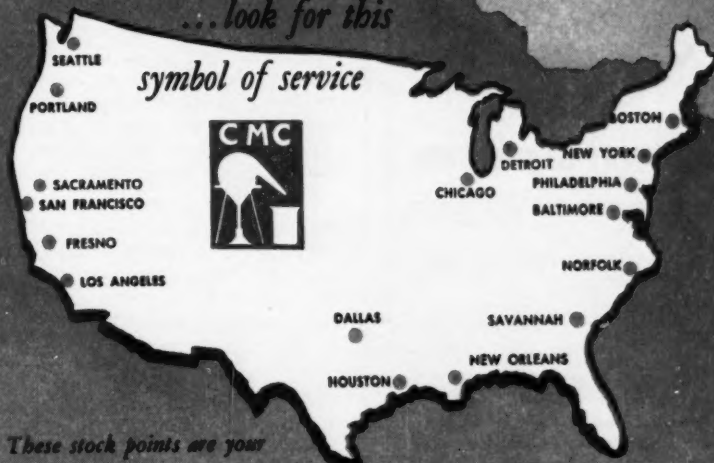 ...look for this
symbol of service
CMC
SEATTLE
PORTLAND
SACRAMENTO
SAN FRANCISCO
FRESNO
LOS ANGELES
DALLAS
HOUSTON
NEW ORLEANS
SAVANNAH
NORFOLK
BALTIMORE
PHILADELPHIA
NEW YORK
BOSTON
DETROIT
CHICAGO
These stock points are your